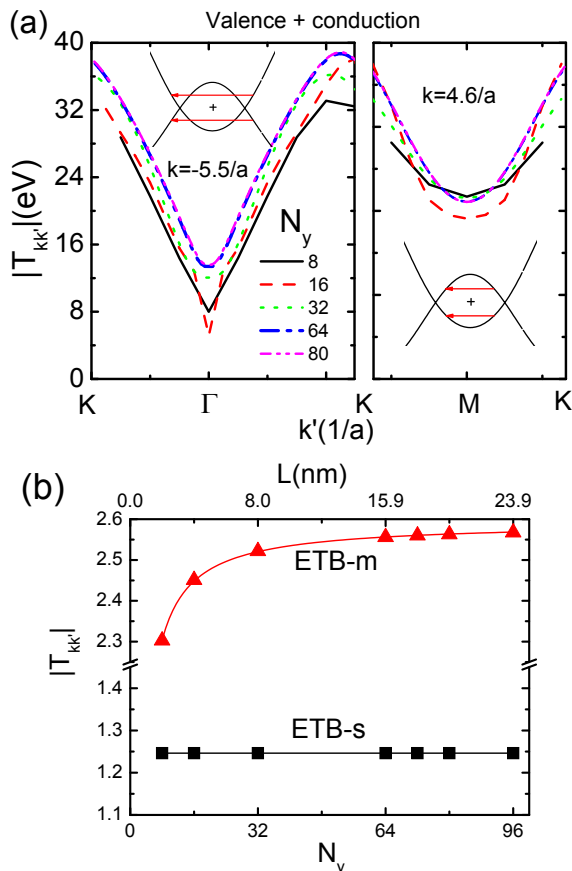 (a)
Valence + conduction
|T_kk'|(eV)
40
32
24
16
8
0
+
k=-5.5/a
N_y
8
16
32
64
80
k=4.6/a
+
K
Γ
K
M
K
k'(1/a)
(b)
L(nm)
0.0
8.0
15.9
23.9
|T_kk'|
2.6
2.5
2.4
2.3
1.4
1.3
1.2
1.1
ETB-m
ETB-s
0
32
64
96
N_y